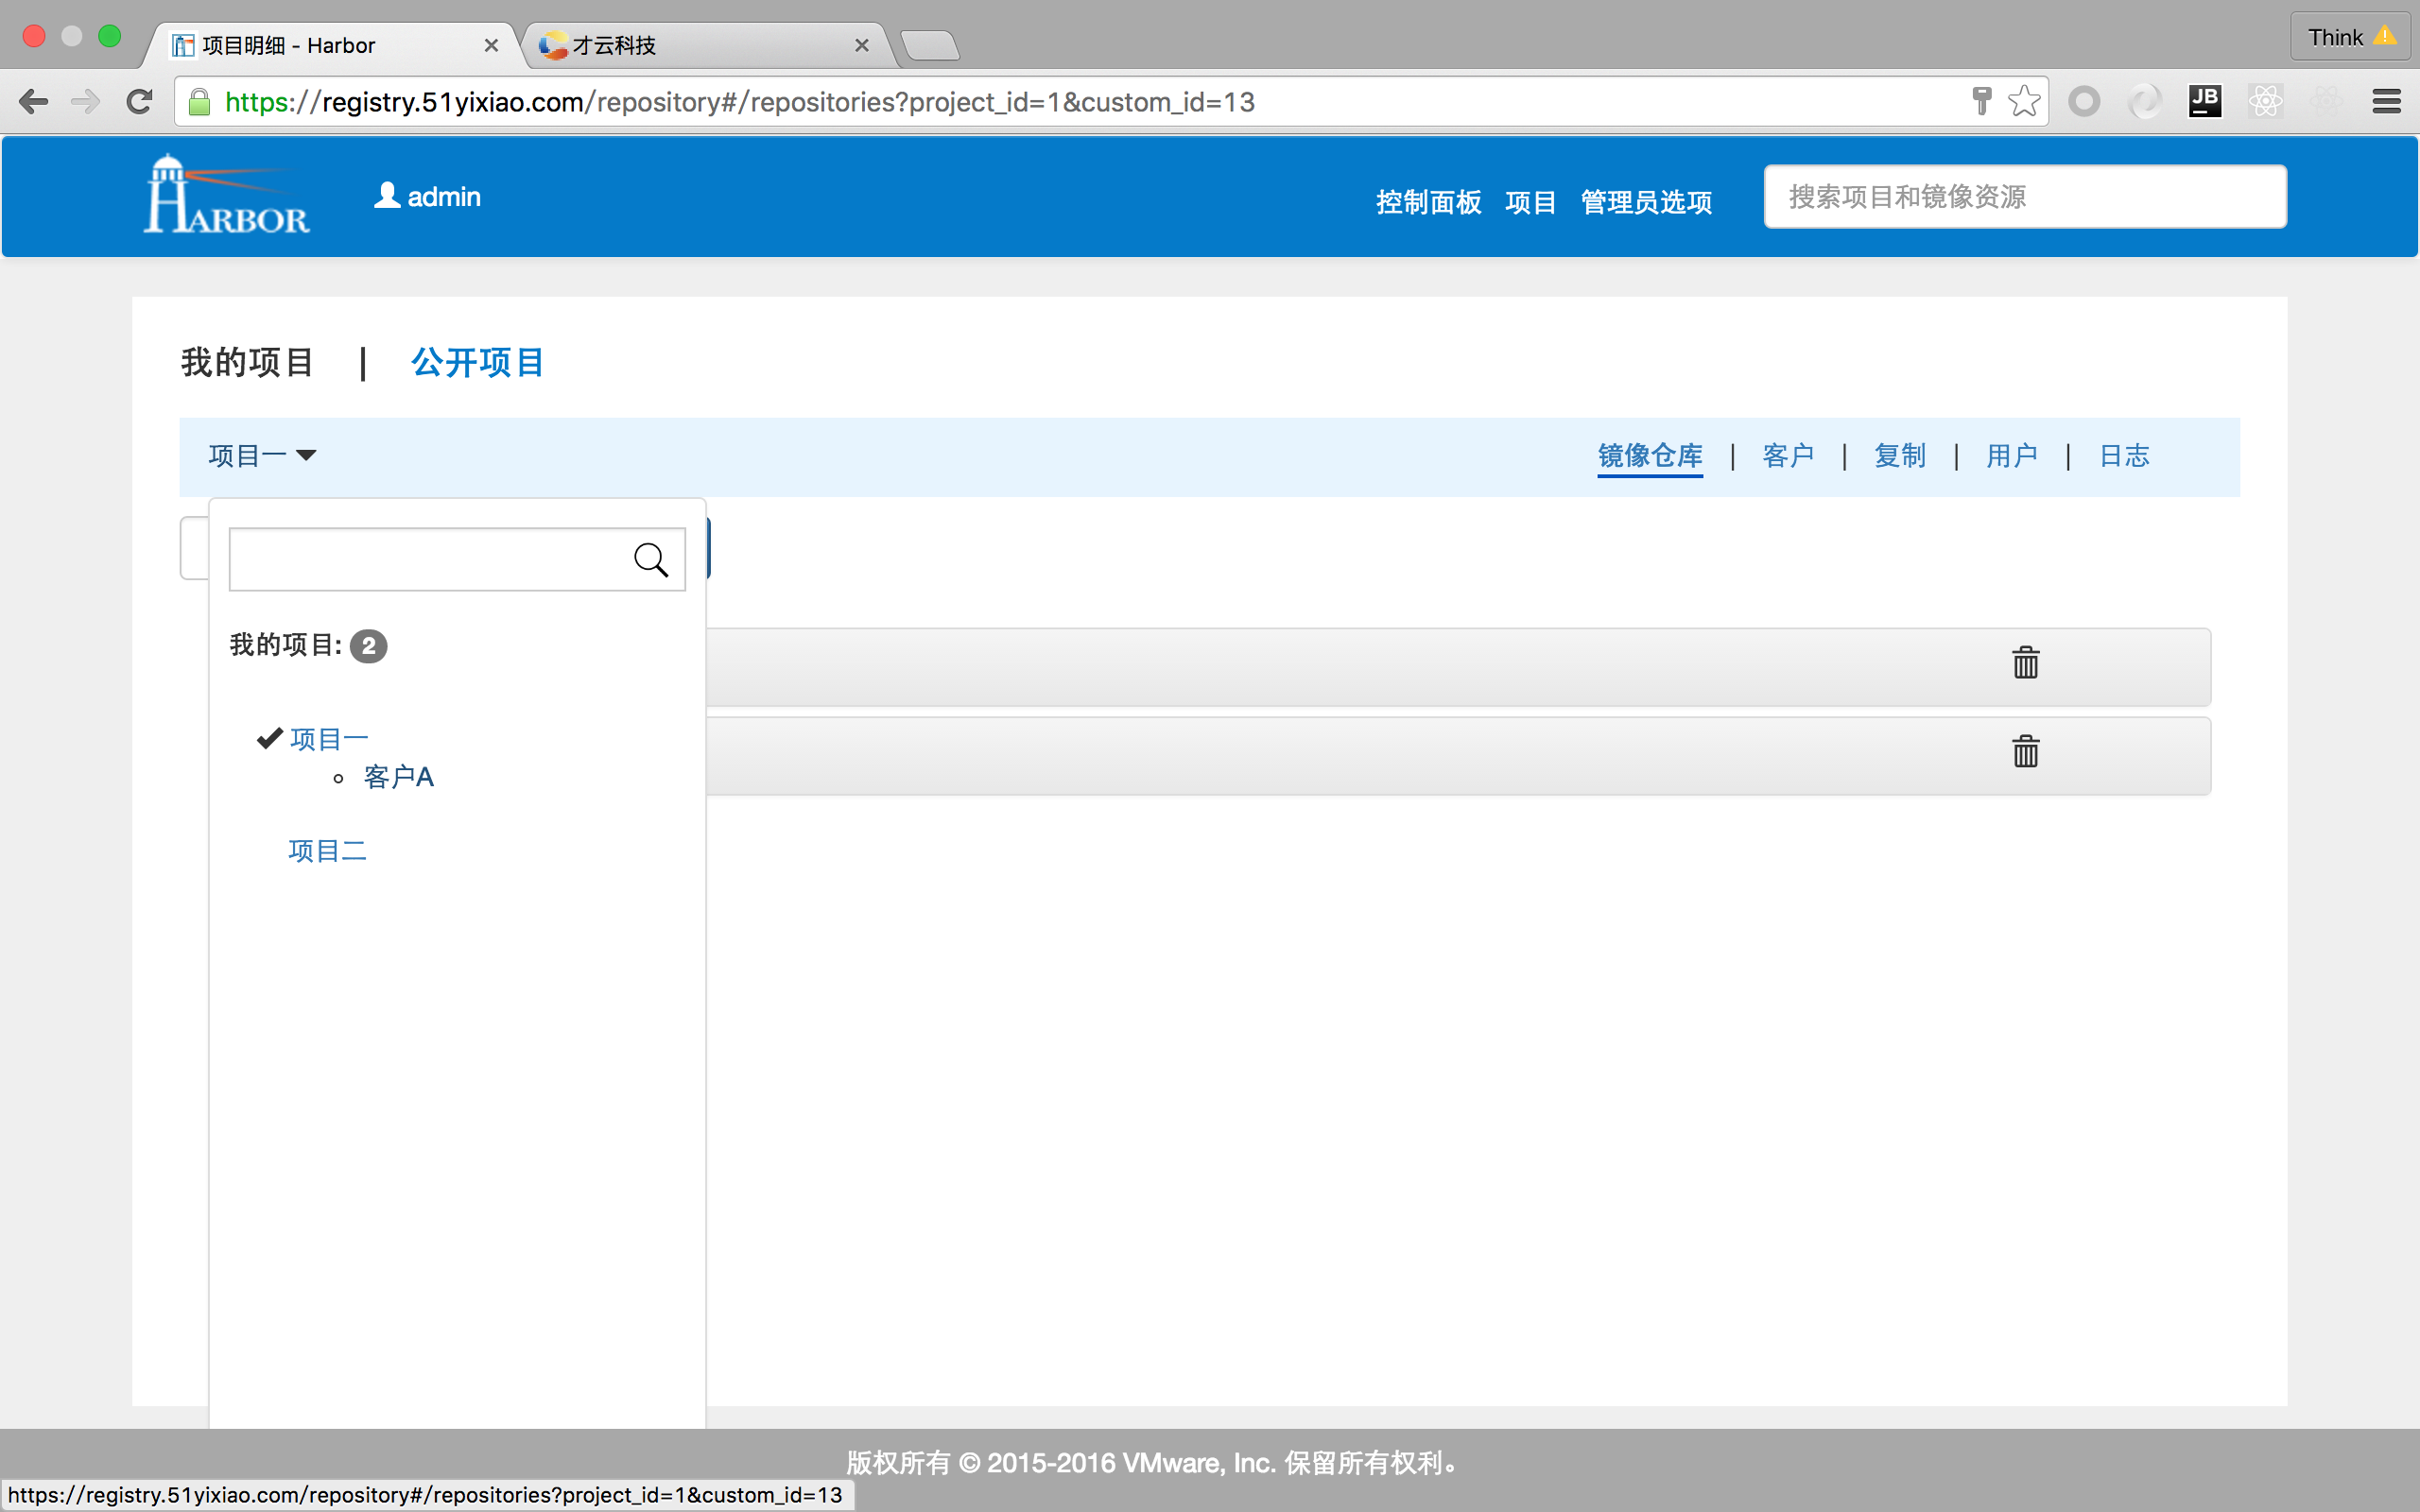 项目明细 - Harbor
才云科技
Think
https://registry.51yixiao.com/repository#/repositories?project_id=1&custom_id=13
JB
HARBOR
admin
控制面板 项目 管理员选项
搜索项目和镜像资源
我的项目 | 公开项目
项目一
镜像仓库 | 客户 | 复制 | 用户 | 日志
我的项目: 2
项目一
客户A
项目二
版权所有 © 2015-2016 VMware, Inc. 保留所有权利。
https://registry.51yixiao.com/repository#/repositories?project_id=1&custom_id=13